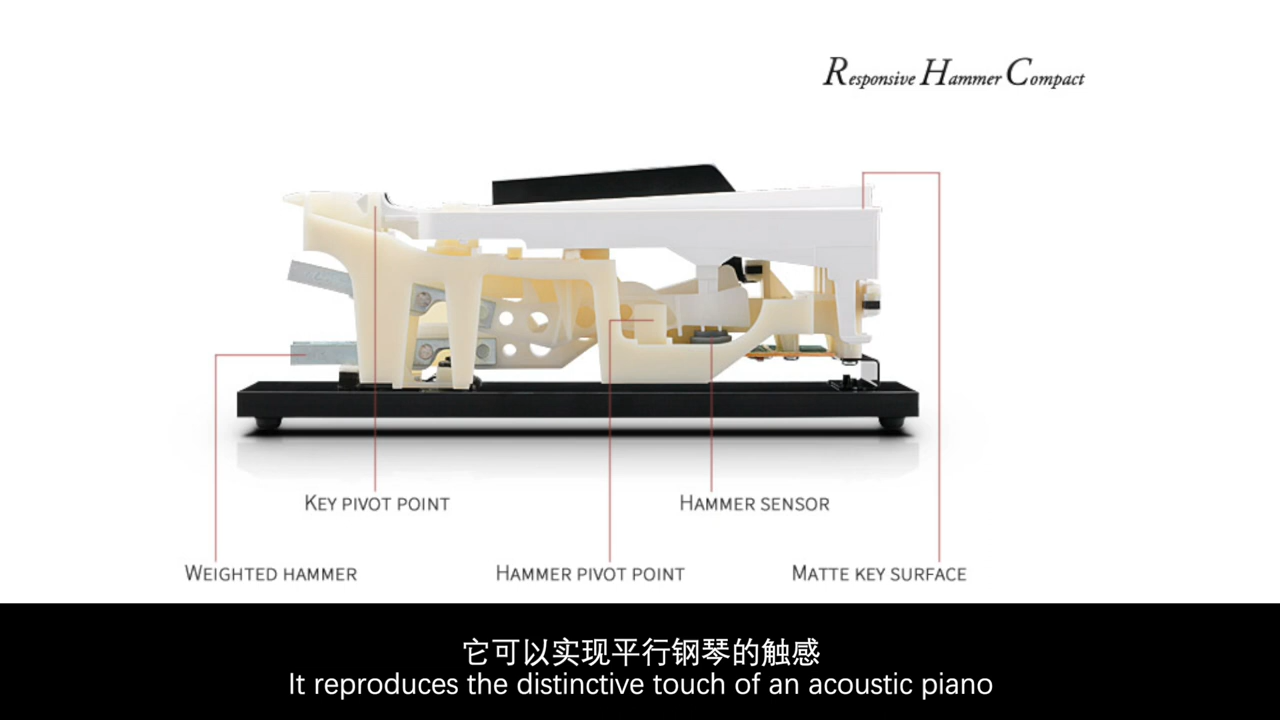 Responsive Hammer Compact
Key pivot point
Hammer sensor
Weighted hammer
Hammer pivot point
Matte key surface
它可以实现平行钢琴的触感
It reproduces the distinctive touch of an acoustic piano